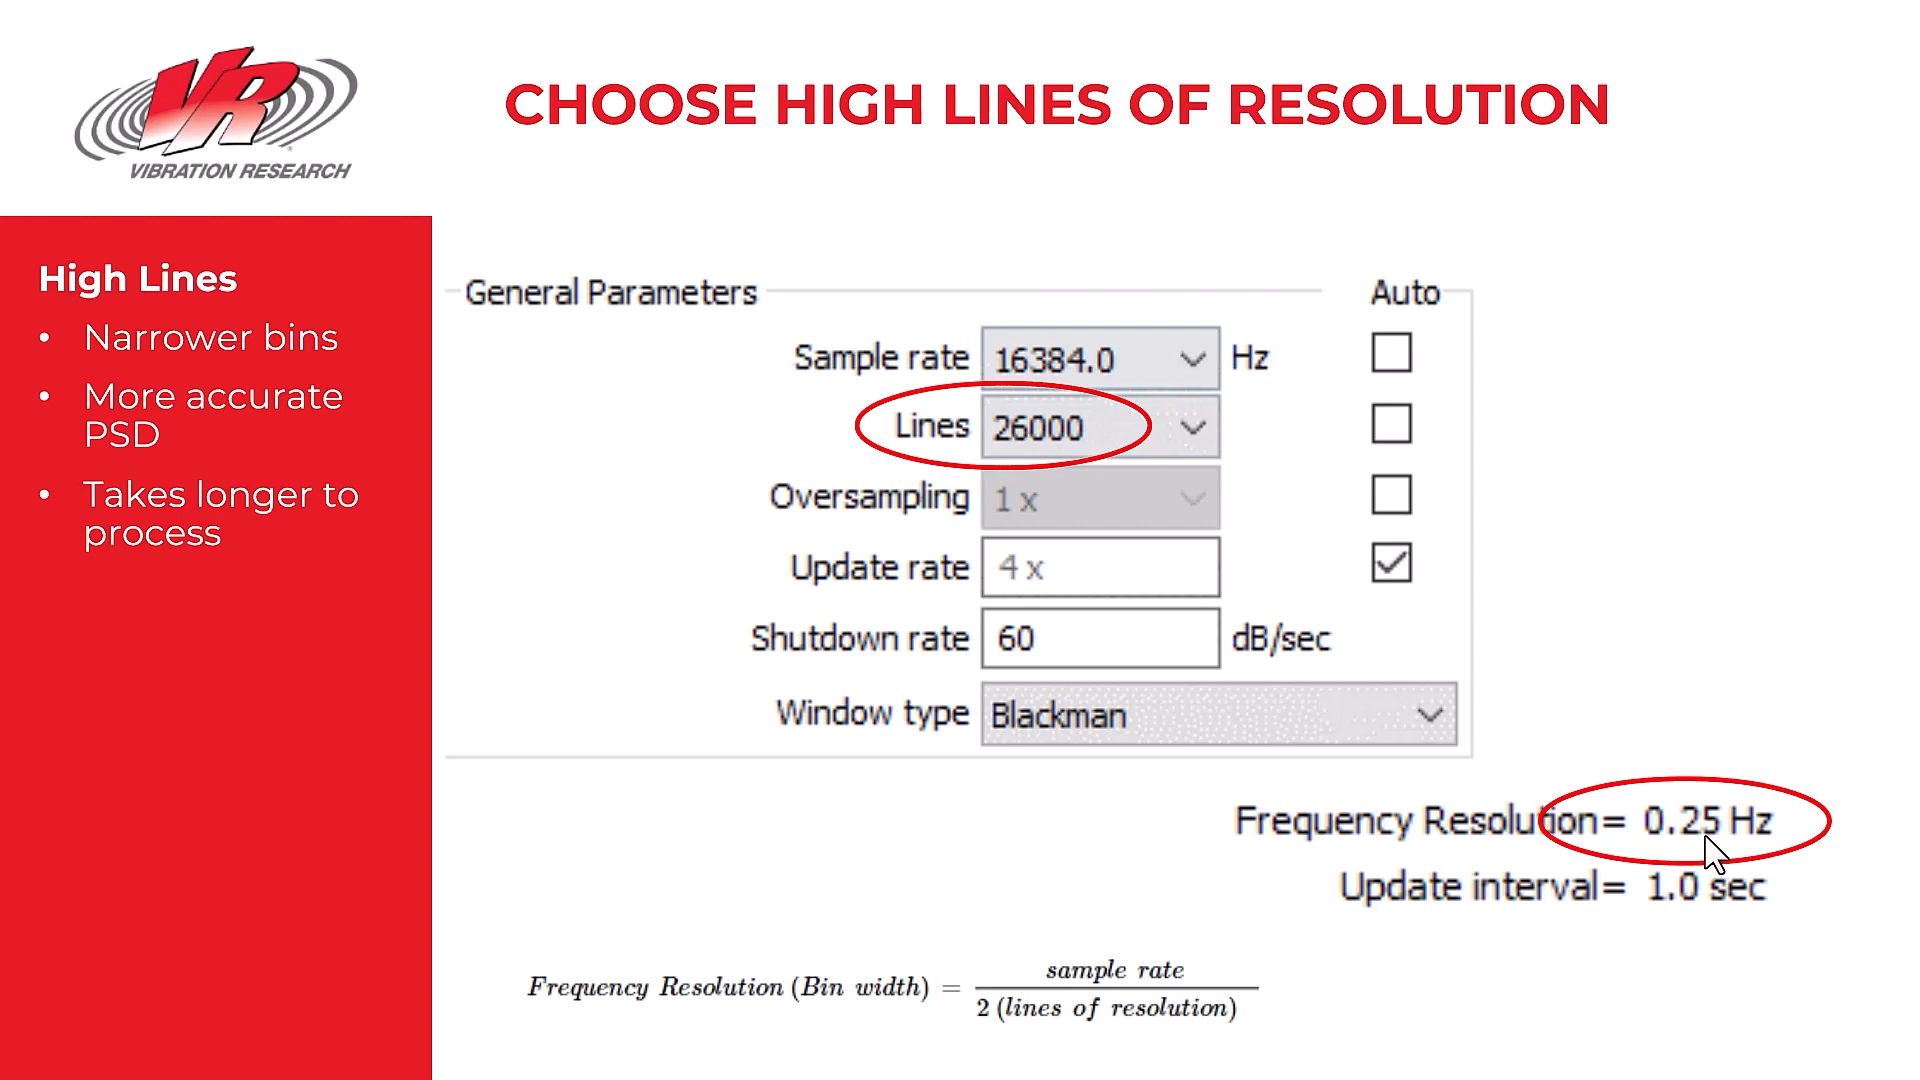 VR
VIBRATION RESEARCH
CHOOSE HIGH LINES OF RESOLUTION
High Lines
• Narrower bins
• More accurate
PSD
• Takes longer to
process
General Parameters Auto
Sample rate 16384.0 Hz
Lines 26000
Oversampling 1 x
Update rate 4 x
Shutdown rate 60 dB/sec
Window type Blackman
Frequency Resolution= 0.25 Hz
Update interval= 1.0 sec
Frequency Resolution (Bin width) = sample rate
2 (lines of resolution)